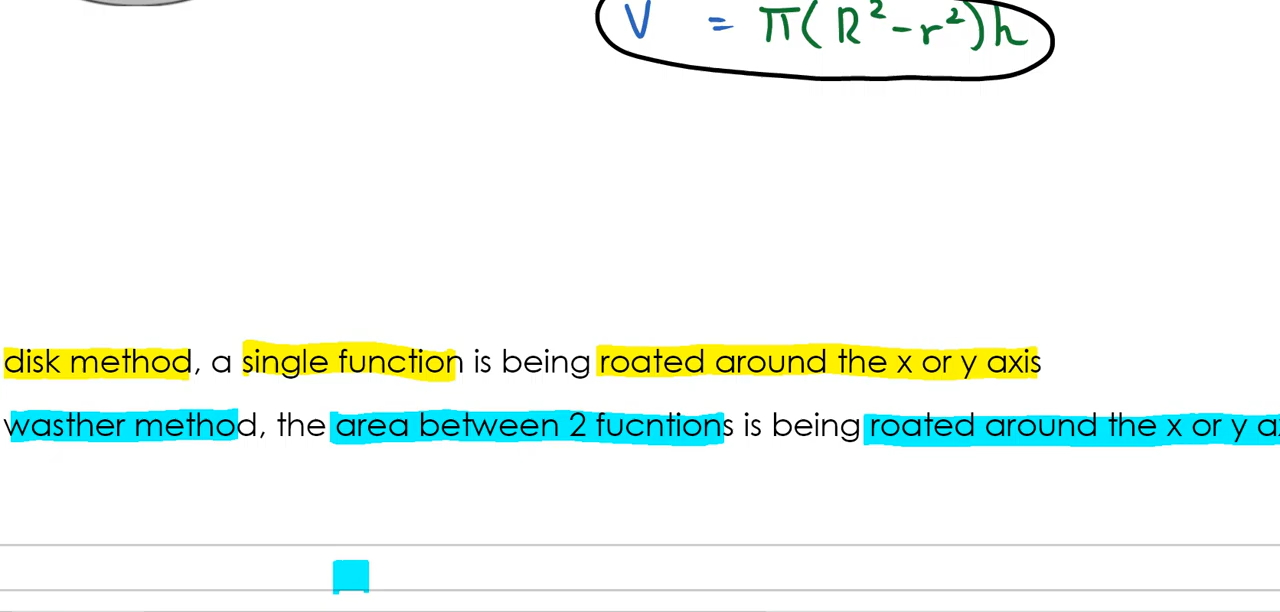 V = π(R²-r²)h
disk method, a single function is being roated around the x or y axis
wasther method, the area between 2 fucntions is being roated around the x or y